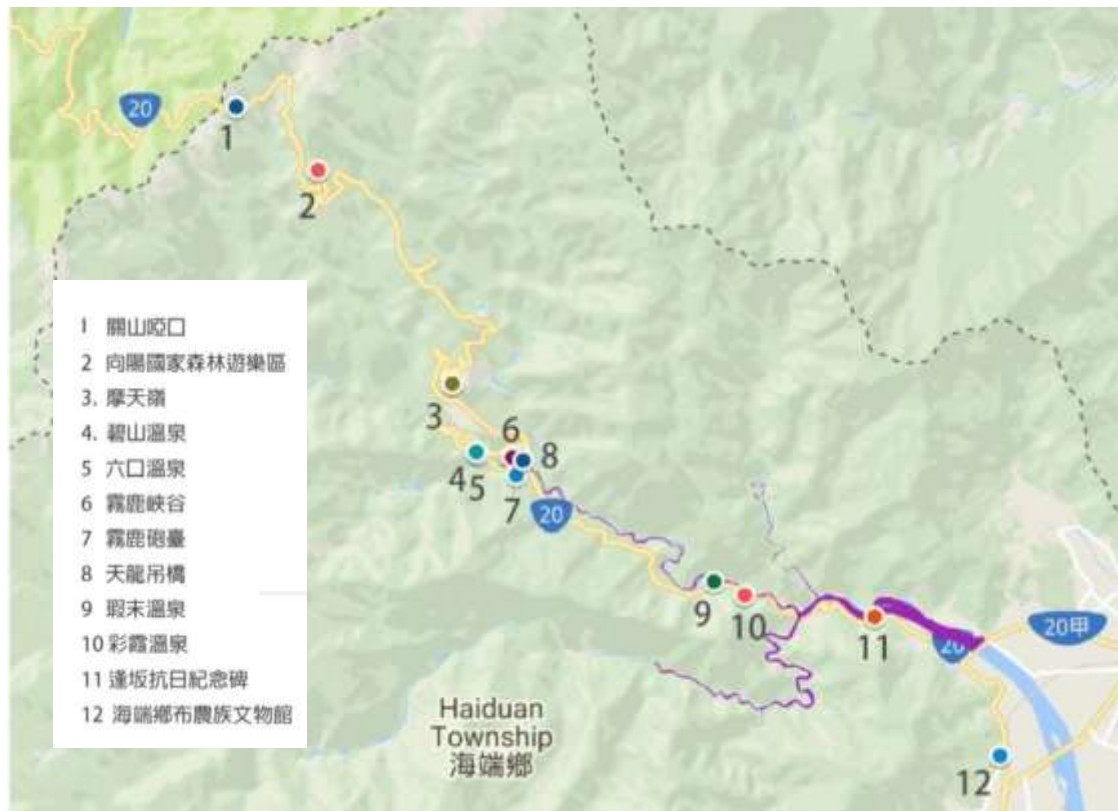 20
1
2
1 關山啞口
2 向陽國家森林遊樂區
3. 摩天嶺
4. 碧山溫泉
5 六口溫泉
6 霧鹿峽谷
7 霧鹿砲臺
8 天龍吊橋
9 瑕末溫泉
10 彩霞溫泉
11 逢坂抗日紀念碑
12 海端鄉布農族文物館
3
6
8
4
5
7
20
9
10
11
20
20甲
Haiduan
Township
海端鄉
12